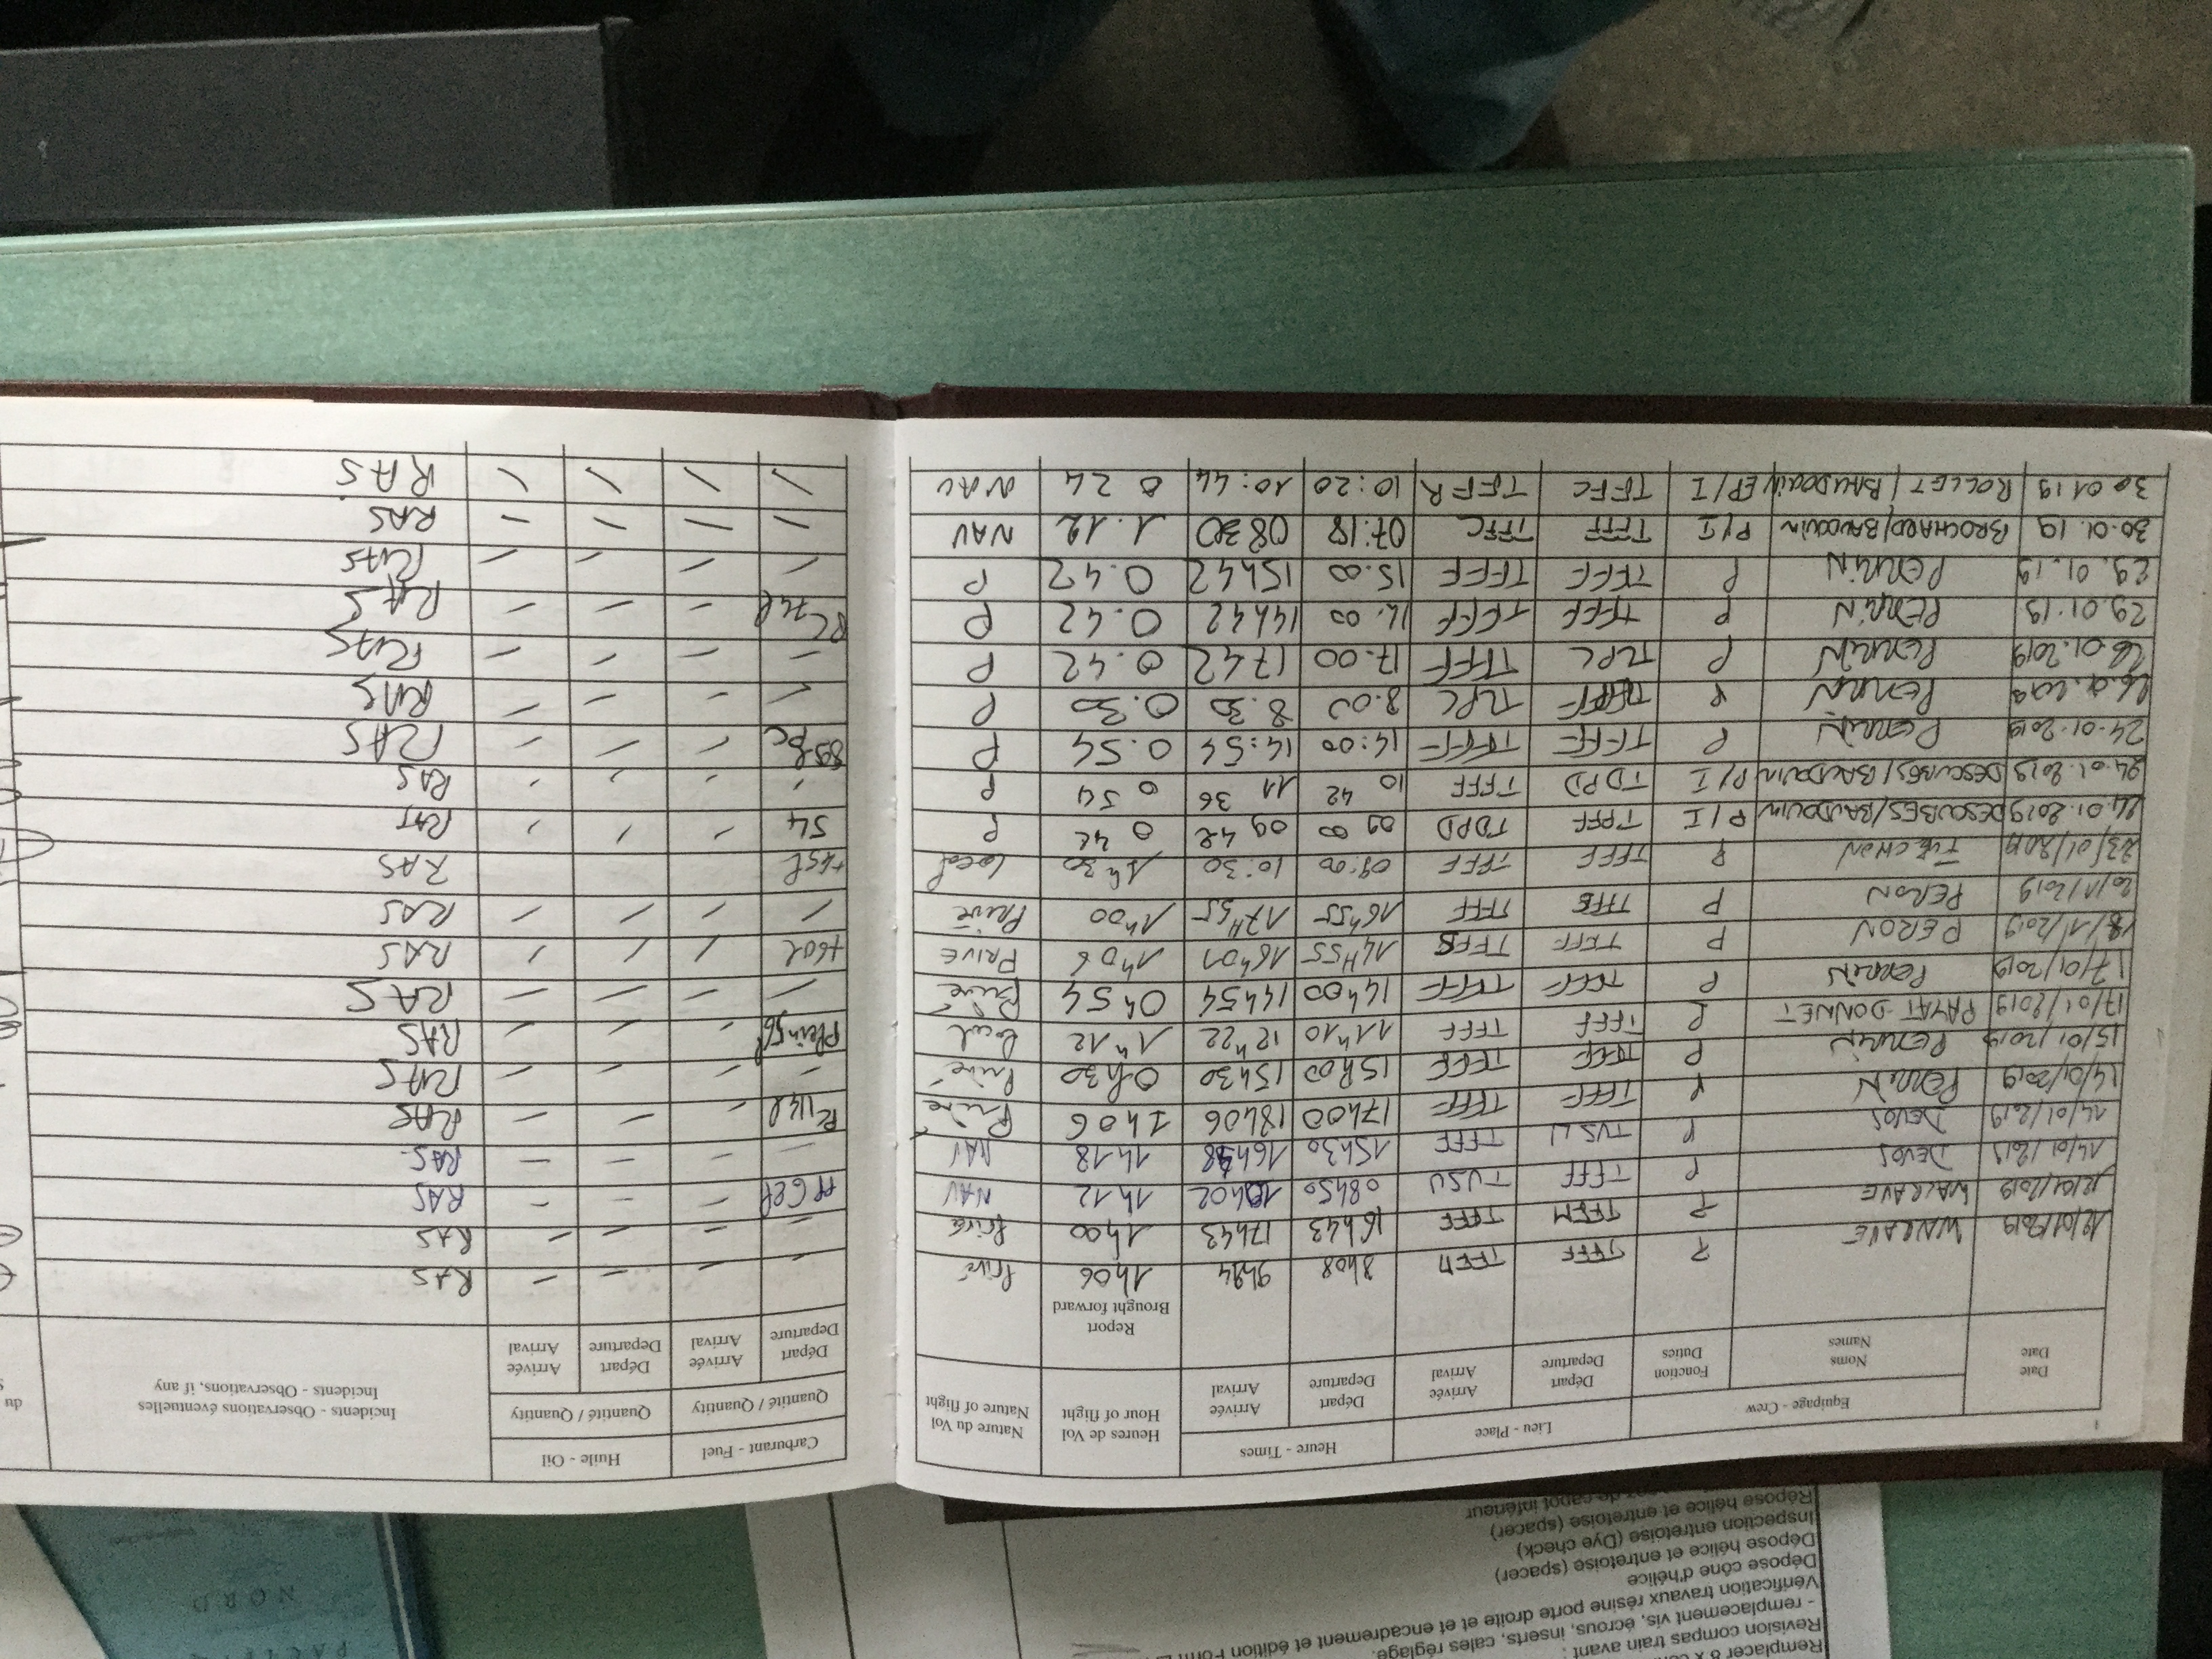 Remplacer 8 x
Revision compas train avant :
- remplacement vis, écrous, inserts, cales réglage.
Vérification travaux résine porte droite et et encadrement et édition Form
Dépose cône d'hélice
Dépose hélice et entretoise (spacer)
Inspection entretoise (Dye check)
Répose hélice et entretoise (spacer)
de capot inférieur
PACIFIQ
NORD
Date Date
Equipage - Crew
Noms Names
Fonction Duties
Lieu - Place
Départ Departure
Arrivée Arrival
Heure - Times
Départ Departure
Arrivée Arrival
Heures de Vol Hour of flight
Nature du Vol Nature of flight
Report Brought forward
Carburant - Fuel
Quantité / Quantity
Départ Departure
Arrivée Arrival
Huile - Oil
Quantité / Quantity
Départ Departure
Arrivée Arrival
Incidents - Observations éventuelles
Incidents - Observations, if any
du
12/01/2019 WALRAVE P TFFF TFFM 8h08 1h06 Privé - - - - RAS
12/01/2019 WALRAVE P TFFM TFFF 16h43 17h43 1h00 Privé - - - - RAS
14/01/2019 DEVOS P TFFF TVSU 08h50 10h02 1h12 NAV - - - RAS
14/01/2019 DEVOS P TVSU TFFF 15h30 16h48 1h18 NAV - - - - RAS-
14/01/2019 PERRIN P TFFF TFFF 17h00 18h06 1h06 Privé PC 114l - - - RAS
15/01/2019 PERRIN P TFFF TFFF 15h00 15h30 0h30 Privé - - - - RAS
17/01/2019 PAYAT-DONNET P TFFF TFFF 11h10 12h22 1h12 local Plein 56l - - - RAS
17/01/2019 PERRIN P TFFF TFFF 14h00 14h54 0h54 Privé - - - - RAS
18/1/2019 PERON P TFFF 14H55 16h01 1h06 PRIVE +60l / / / RAS
20/1/2019 PERON P TFFF 16h55 17H55 1h00 Privé / / / / RAS
23/01/2019 P TFFF TFFF 09:00 10:30 1h30 Local +45l RAS
24.01.2019 DESCUBES/BAUDOUIN P/I TFFF TDPD 09 00 09 42 0 42 P 54 - - - RAS
24.01.2019 DESCUBES/BAUDOUIN P/I TDPD TFFF 10 42 11 36 0 54 P - - - - RAS
24-01-2019 PERRIN P TFFF TFFF 14:00 14:54 0.54 P 89l PC - - - RAS
26.01.2019 PERRIN P TFFF TLPC 8.00 8.30 0.30 P - - - - RAS
26.01.2019 PERRIN P TLPC TFFF 17.00 1742 0.42 P - - - - RAS
29.01.19 PERRIN P TFFF TFFF 14.00 14h42 0.42 P PC 74l - - - RAS
29.01.19 PERRIN P TFFF TFFF 15.00 15h42 0.42 P - - - - RAS
30.01.19 BROCHARD/BAUDOUIN P/I TFFF TFFC 07:18 0830 1.12 NAV - - - - RAS
30 01 19 ROLLET / BAUDOUIN EP/I TFFC TFFR 10:20 10:44 0 24 NAV \ \ \ \ RAS